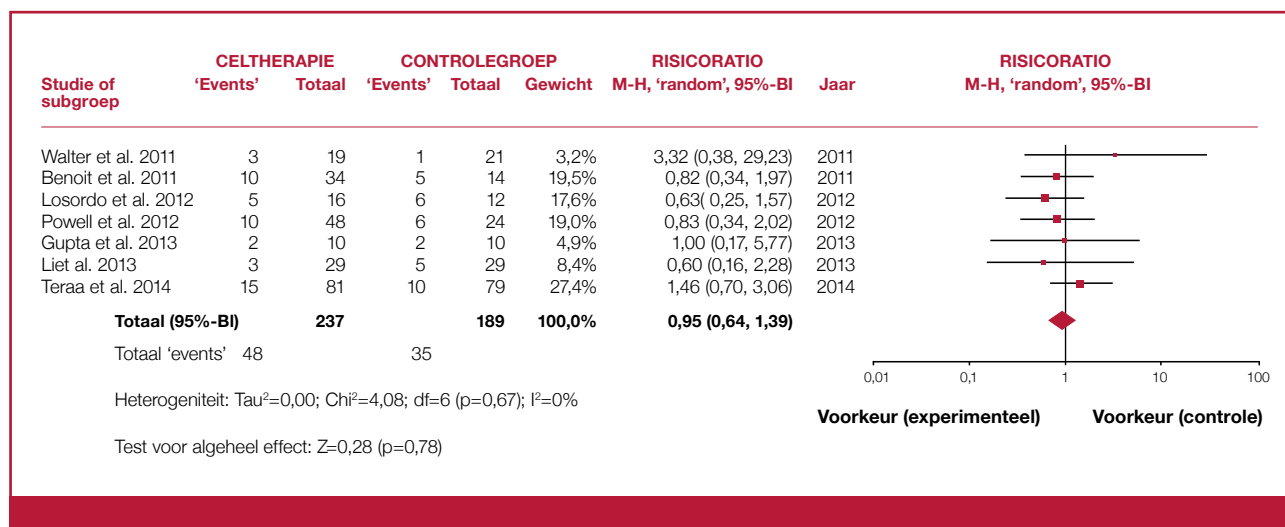 CELTHERAPIE CONTROLEGROEP RISICORATIO RISICORATIO
Studie of subgroep ‘Events’ Totaal ‘Events’ Totaal Gewicht M-H, ‘random’, 95%-BI Jaar M-H, ‘random’, 95%-BI
Walter et al. 2011 3 19 1 21 3,2% 3,32 (0,38, 29,23) 2011
Benoit et al. 2011 10 34 5 14 19,5% 0,82 (0,34, 1,97) 2011
Losordo et al. 2012 5 16 6 12 17,6% 0,63( 0,25, 1,57) 2012
Powell et al. 2012 10 48 6 24 19,0% 0,83 (0,34, 2,02) 2012
Gupta et al. 2013 2 10 2 10 4,9% 1,00 (0,17, 5,77) 2013
Liet al. 2013 3 29 5 29 8,4% 0,60 (0,16, 2,28) 2013
Teraa et al. 2014 15 81 10 79 27,4% 1,46 (0,70, 3,06) 2014
Totaal (95%-BI) 237 189 100,0% 0,95 (0,64, 1,39)
Totaal ‘events’ 48 35
0,01 0,1 1 10 100
Heterogeniteit: Tau²=0,00; Chi²=4,08; df=6 (p=0,67); I²=0%
Voorkeur (experimenteel) Voorkeur (controle)
Test voor algeheel effect: Z=0,28 (p=0,78)